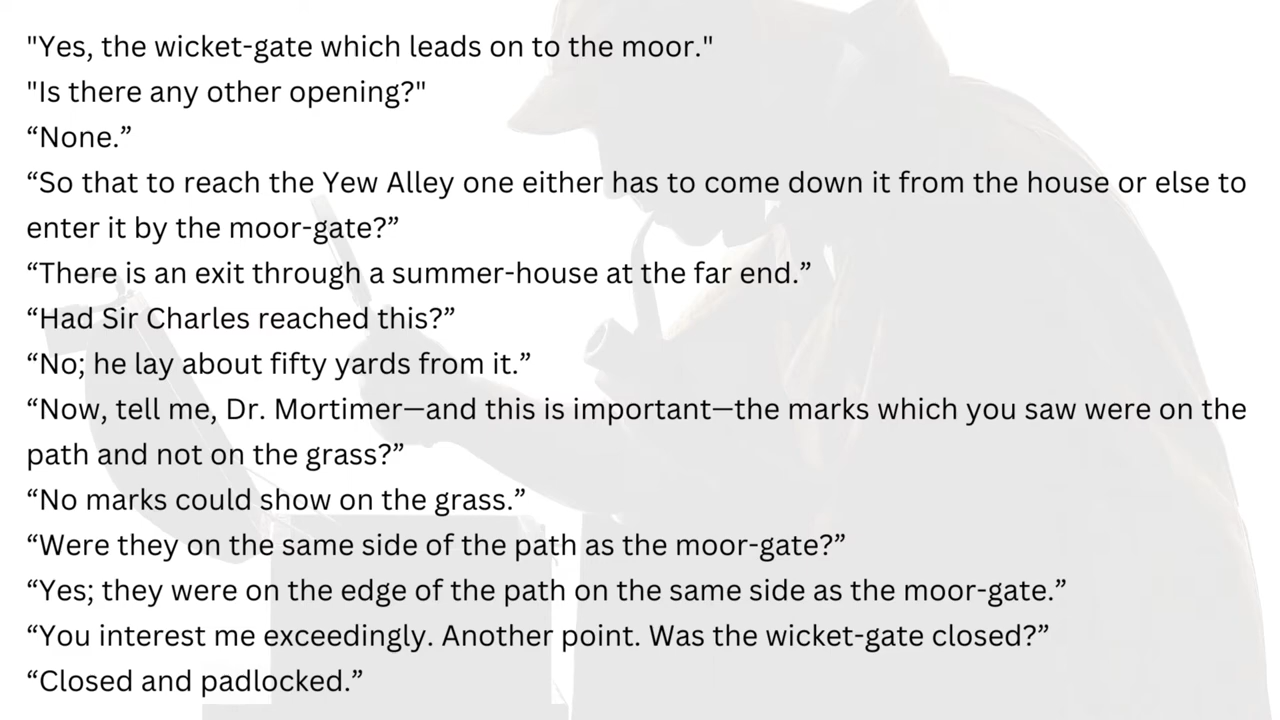 "Yes, the wicket-gate which leads on to the moor."
"Is there any other opening?"
“None.”
“So that to reach the Yew Alley one either has to come down it from the house or else to
enter it by the moor-gate?”
“There is an exit through a summer-house at the far end.”
“Had Sir Charles reached this?”
“No; he lay about fifty yards from it.”
“Now, tell me, Dr. Mortimer—and this is important—the marks which you saw were on the
path and not on the grass?”
“No marks could show on the grass.”
“Were they on the same side of the path as the moor-gate?”
“Yes; they were on the edge of the path on the same side as the moor-gate.”
“You interest me exceedingly. Another point. Was the wicket-gate closed?”
“Closed and padlocked.”